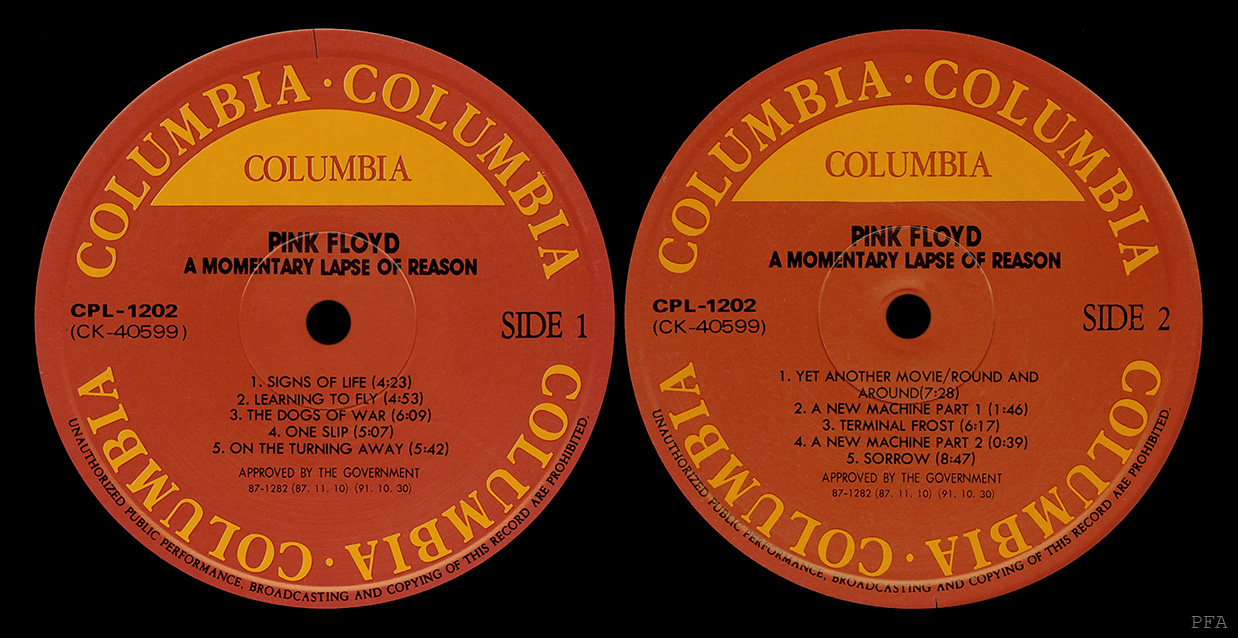 COLUMBIA · COLUMBIA
COLUMBIA
PINK FLOYD
A MOMENTARY LAPSE OF REASON
CPL-1202
(CK-40599)
SIDE 1
1. SIGNS OF LIFE (4:23)
2. LEARNING TO FLY (4:53)
3. THE DOGS OF WAR (6:09)
4. ONE SLIP (5:07)
5. ON THE TURNING AWAY (5:42)
APPROVED BY THE GOVERNMENT
87-1282 (87. 11. 10) (91. 10. 30)
COLUMBIA · COLUMBIA
UNAUTHORIZED PUBLIC PERFORMANCE, BROADCASTING AND COPYING OF THIS RECORD ARE PROHIBITED.
COLUMBIA · COLUMBIA
COLUMBIA
PINK FLOYD
A MOMENTARY LAPSE OF REASON
CPL-1202
(CK-40599)
SIDE 2
1. YET ANOTHER MOVIE/ROUND AND
AROUND(7:28)
2. A NEW MACHINE PART 1 (1:46)
3. TERMINAL FROST (6:17)
4. A NEW MACHINE PART 2 (0:39)
5. SORROW (8:47)
APPROVED BY THE GOVERNMENT
87-1282 (87. 11. 10) (91. 10. 30)
COLUMBIA · COLUMBIA
UNAUTHORIZED PUBLIC PERFORMANCE, BROADCASTING AND COPYING OF THIS RECORD ARE PROHIBITED.
PFA